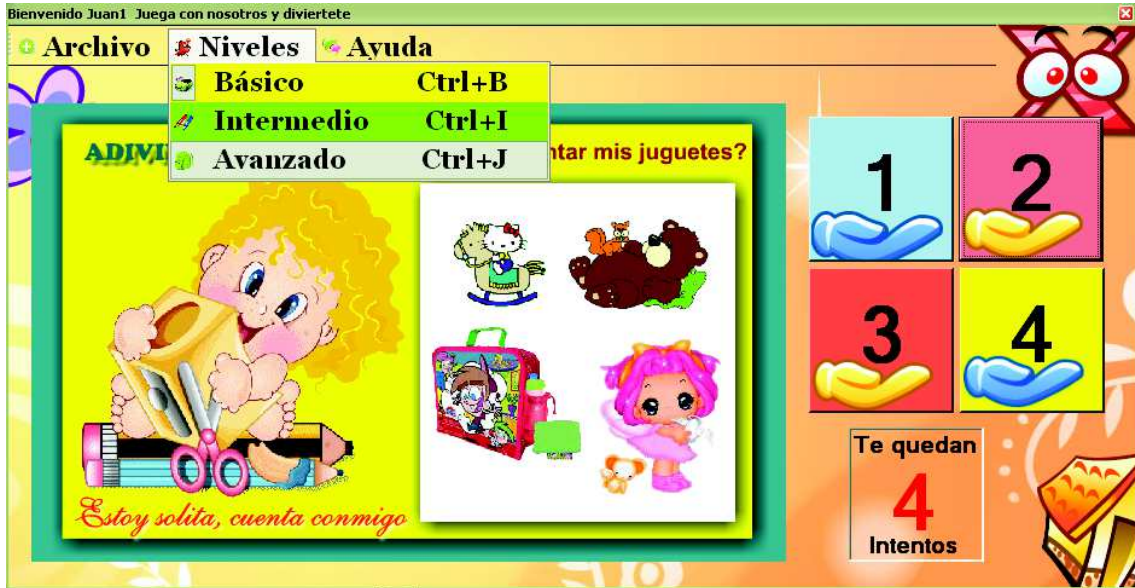 Bienvenido Juan1 Juega con nosotros y diviertete
Archivo Niveles Ayuda
Básico Ctrl+B
Intermedio Ctrl+I
Avanzado Ctrl+J
mis juguetes?
Estoy solita, cuenta conmigo
1 2
3 4
Te quedan
4
Intentos